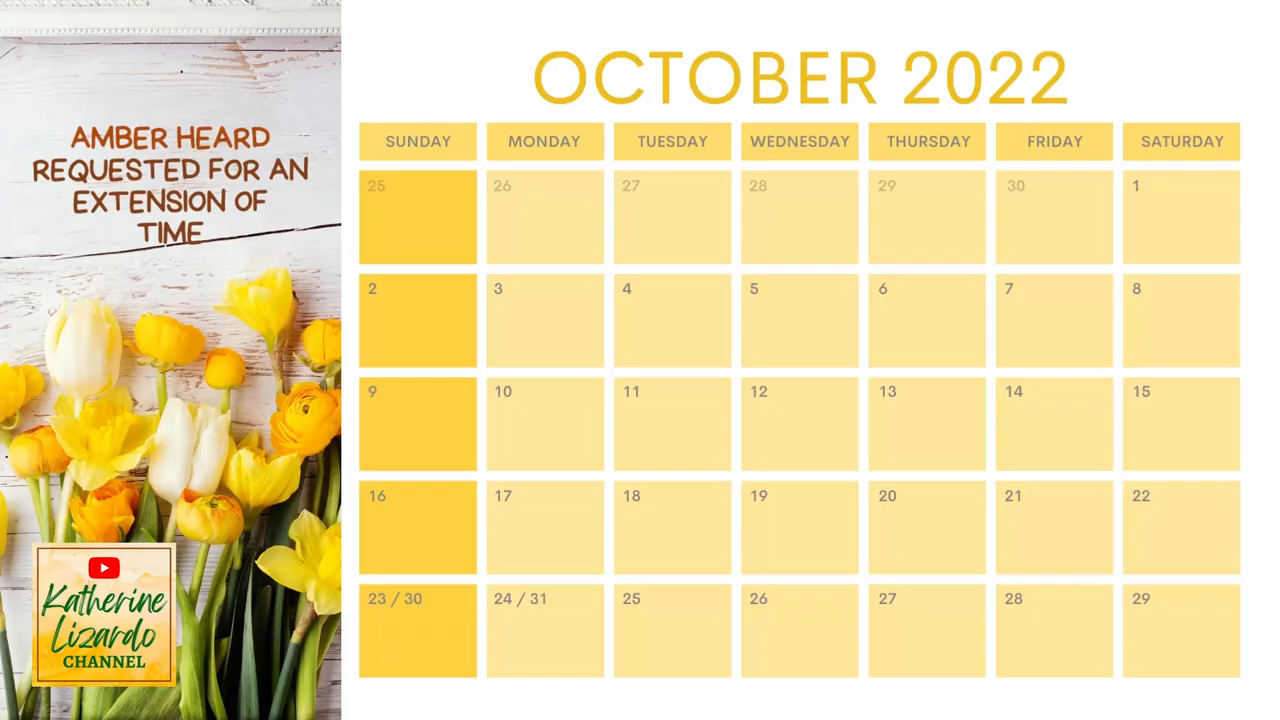 AMBER HEARD
REQUESTED FOR AN
EXTENSION OF
TIME
Katherine
Lizardo
CHANNEL
OCTOBER 2022
SUNDAY MONDAY TUESDAY WEDNESDAY THURSDAY FRIDAY SATURDAY
25 26 27 28 29 30 1
2 3 4 5 6 7 8
9 10 11 12 13 14 15
16 17 18 19 20 21 22
23 / 30 24 / 31 25 26 27 28 29